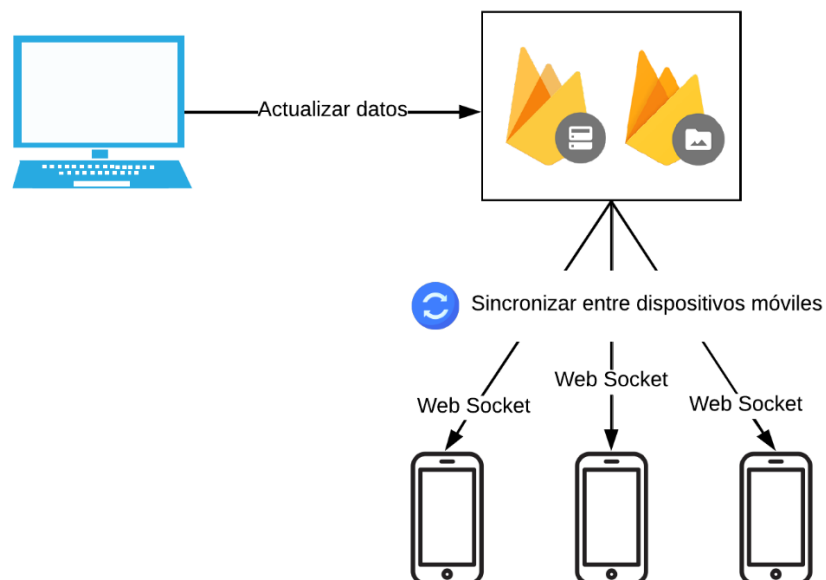 Actualizar datos
Sincronizar entre dispositivos móviles
Web Socket
Web Socket
Web Socket